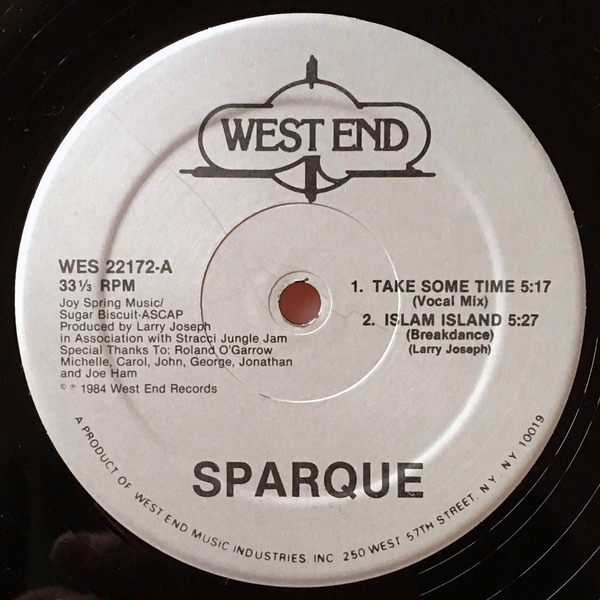 WEST END
WES 22172-A
33 1/3 RPM
Joy Spring Music/
Sugar Biscuit-ASCAP
Produced by Larry Joseph
in Association with Stracci Jungle Jam
Special Thanks To: Roland O'Garrow
Michelle, Carol, John, George, Jonathan
and Joe Ham
© ℗ 1984 West End Records
1. TAKE SOME TIME 5:17
(Vocal Mix)
2. ISLAM ISLAND 5:27
(Breakdance)
(Larry Joseph)
SPARQUE
A PRODUCT OF WEST END MUSIC INDUSTRIES INC 250 WEST 57TH STREET. N.Y. NY 10019